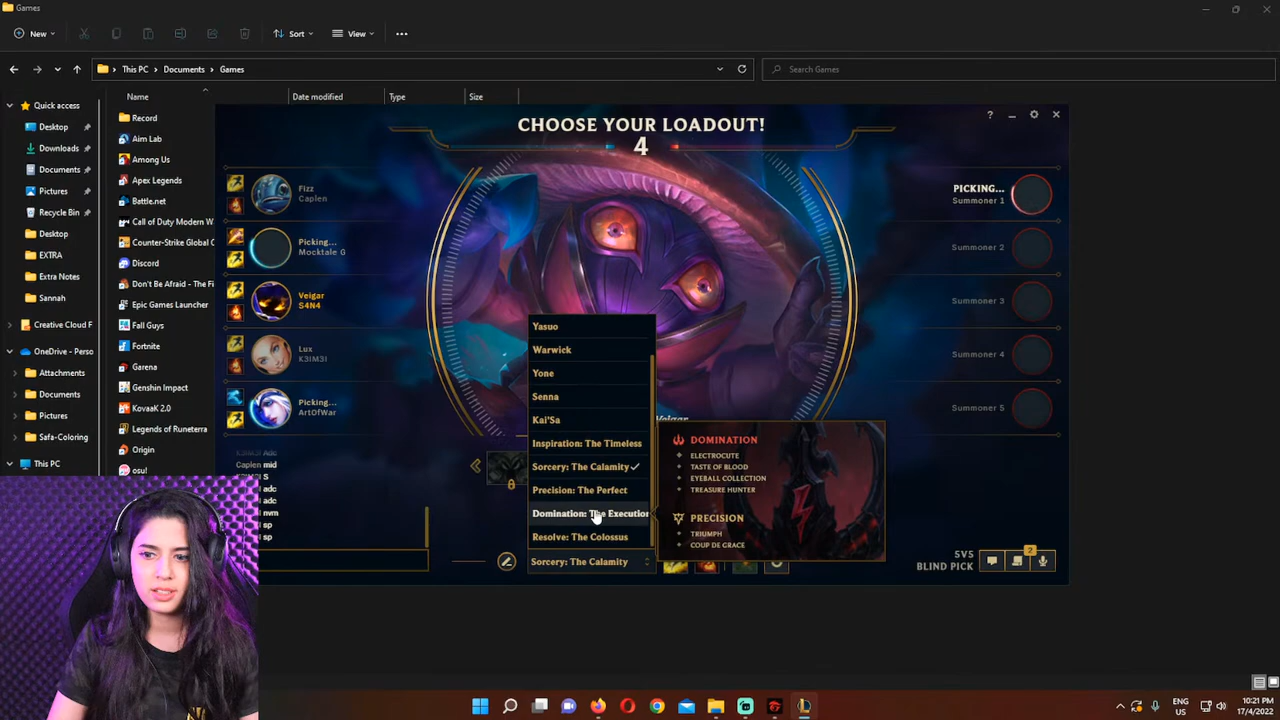 Games
New
Sort
View
This PC
Documents
Games
Search Games
Name
Date modified
Type
Size
Quick access
Desktop
Downloads
Documents
Pictures
Recycle Bin
Desktop
EXTRA
Extra Notes
Sannah
Creative Cloud F
OneDrive - Perso
Attachments
Documents
Pictures
Safa-Coloring
This PC
Record
Aim Lab
Among Us
Apex Legends
Battle.net
Call of Duty Modern W
Counter-Strike Global O
Discord
Don't Be Afraid - The Fi
Epic Games Launcher
Fall Guys
Fortnite
Garena
Genshin Impact
KovaaK 2.0
Legends of Runeterra
Origin
osu!
CHOOSE YOUR LOADOUT!
4
Fizz
Caplen
Picking...
Mocktale G
Veigar
S4N4
Lux
K3IM3I
Picking...
ArtOfWar
PICKING...
Summoner 1
Summoner 2
Summoner 3
Summoner 4
Summoner 5
Yasuo
Warwick
Yone
Senna
Kai'Sa
Inspiration: The Timeless
Sorcery: The Calamity
Precision: The Perfect
Domination: The Execution
Resolve: The Colossus
Sorcery: The Calamity
Veigar
DOMINATION
ELECTROCUTE
TASTE OF BLOOD
EYEBALL COLLECTION
TREASURE HUNTER
PRECISION
TRIUMPH
COUP DE GRACE
K3IM3I Adc
Caplen mid
S
adc
adc
nvm
sp
sp
5V5
BLIND PICK
2
ENG
US
10:21 PM
17/4/2022